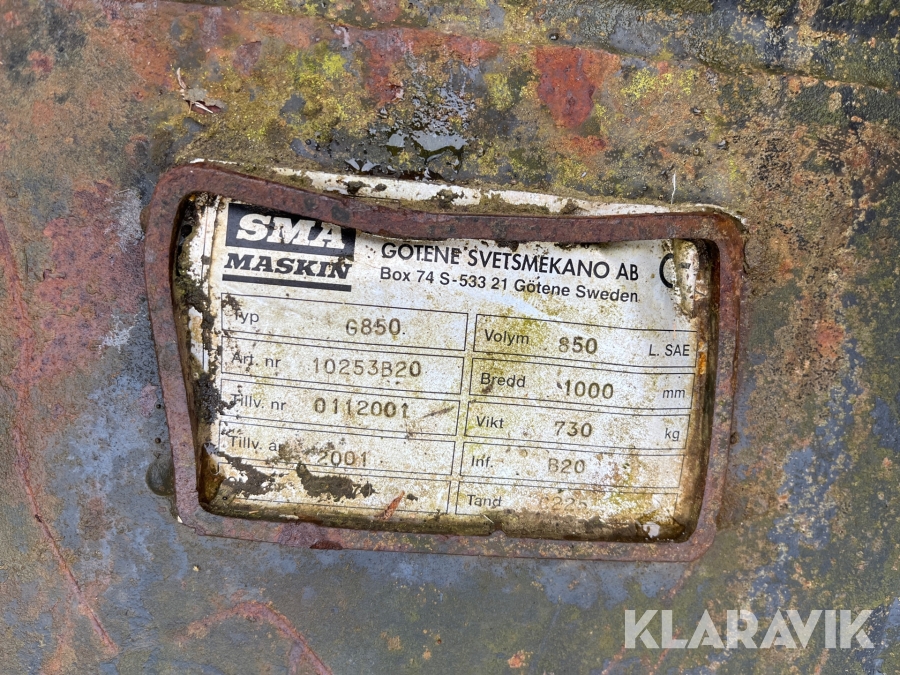 SMA
MASKIN
GÖTENE SVETSMEKANO AB
Box 74 S-533 21 Götene Sweden
Typ G850
Volym 850 L. SAE
Art. nr 10253B20
Bredd 1000 mm
Tillv. nr 0112001
Vikt 730 kg
Tillv. år 2001
Inf. B20
Tand
KLARAVIK